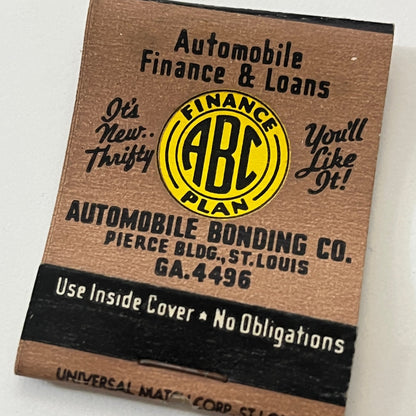 Automobile
Finance & Loans
It's
New..
Thrifty
FINANCE
ABC
PLAN
You'll
Like
It!
AUTOMOBILE BONDING CO.
PIERCE BLDG., ST. LOUIS
GA. 4496
Use Inside Cover ★ No Obligations
UNIVERSAL MATCH CORP. ST. LO